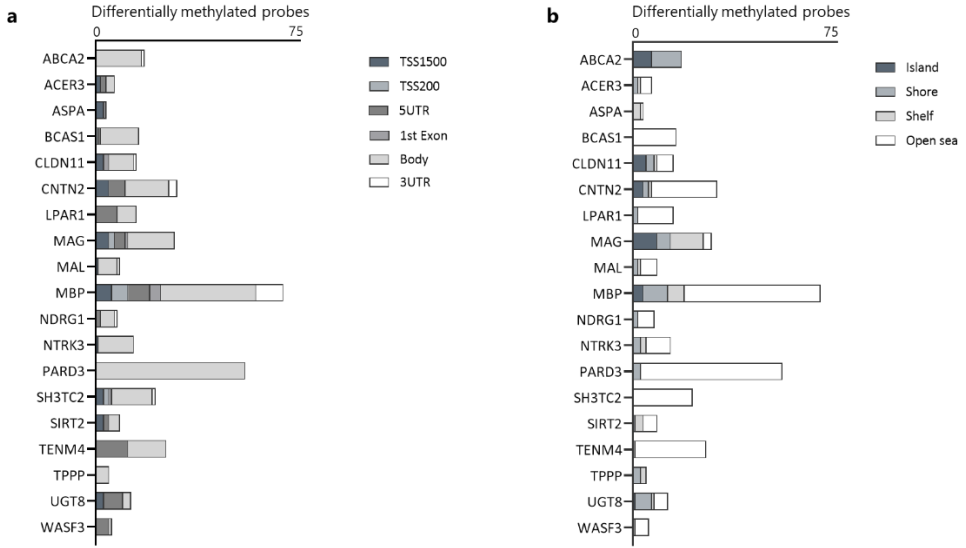 a
Differentially methylated probes
0 75
ABCA2
ACER3
ASPA
BCAS1
CLDN11
CNTN2
LPAR1
MAG
MAL
MBP
NDRG1
NTRK3
PARD3
SH3TC2
SIRT2
TENM4
TPPP
UGT8
WASF3
TSS1500
TSS200
5UTR
1st Exon
Body
3UTR
b
Differentially methylated probes
0 75
ABCA2
ACER3
ASPA
BCAS1
CLDN11
CNTN2
LPAR1
MAG
MAL
MBP
NDRG1
NTRK3
PARD3
SH3TC2
SIRT2
TENM4
TPPP
UGT8
WASF3
Island
Shore
Shelf
Open sea